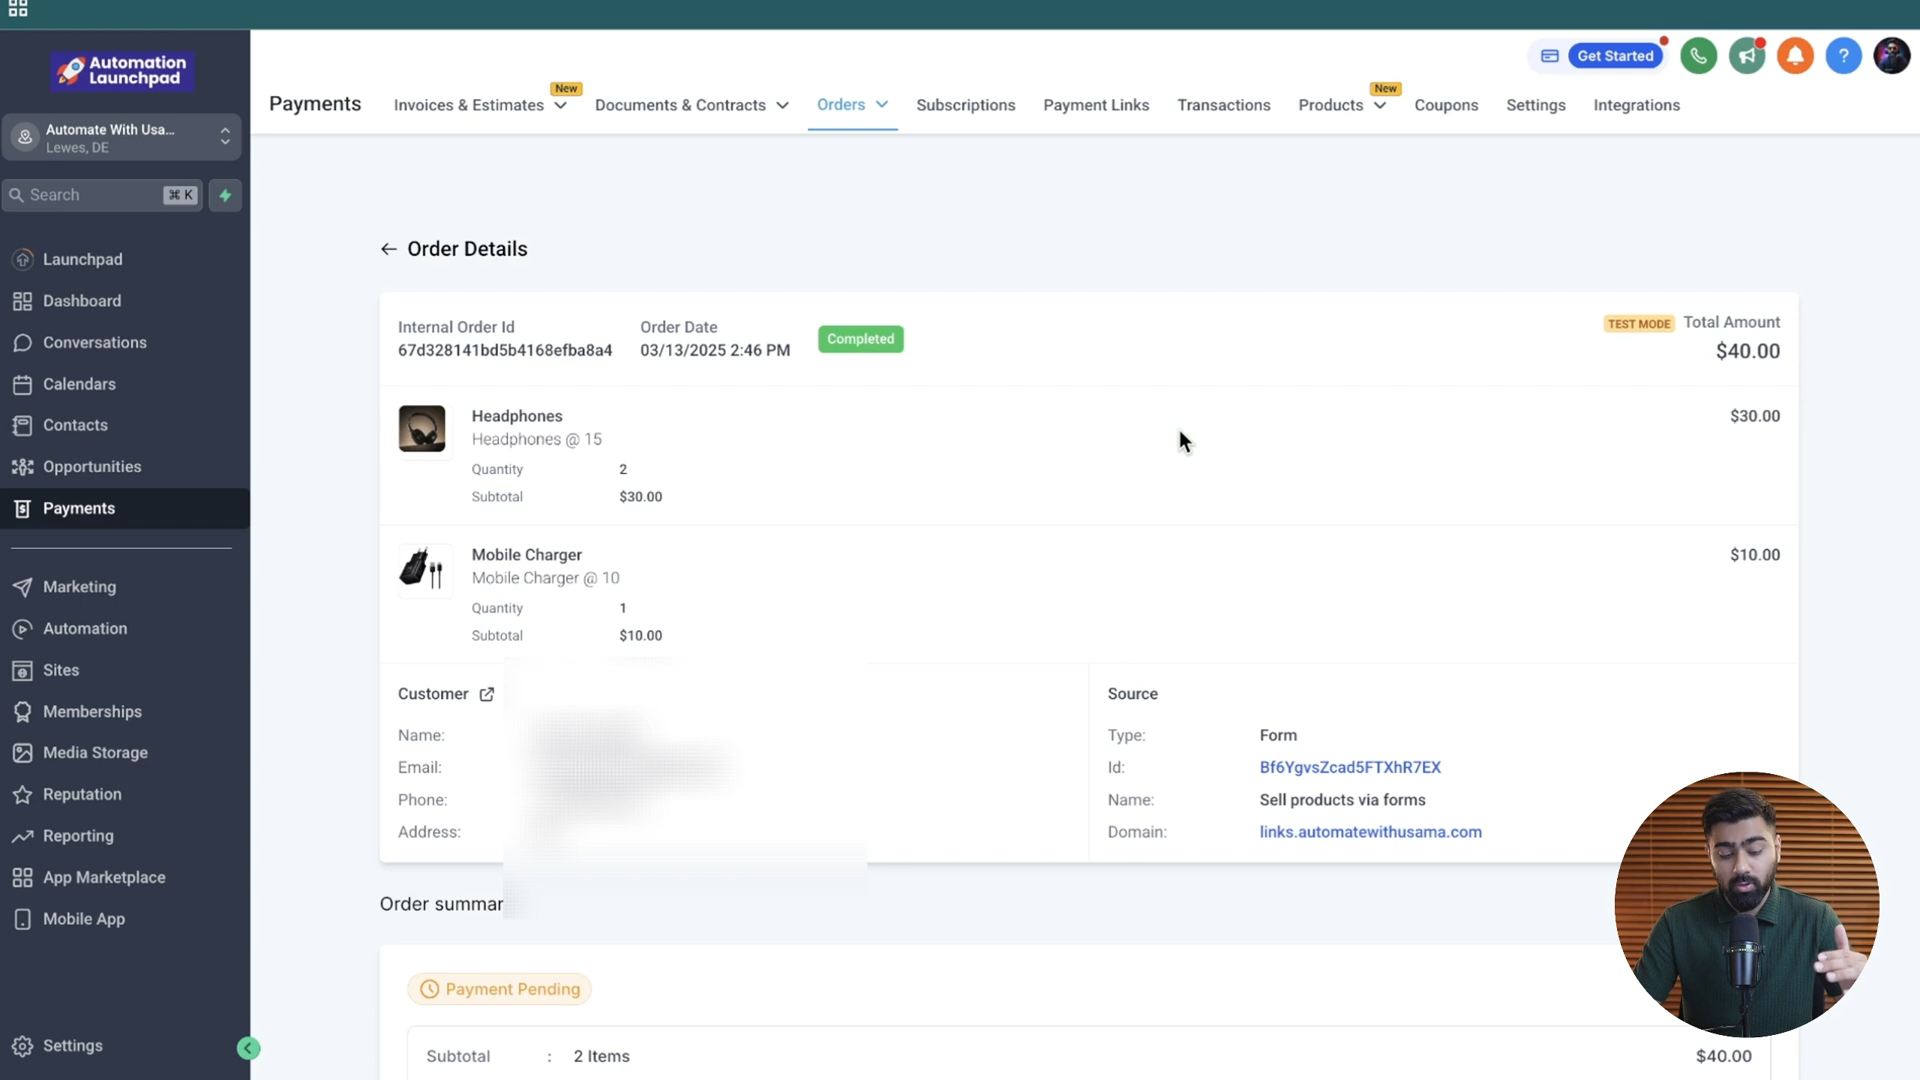 Automation
Launchpad
Automate With Usa...
Lewes, DE
Search
⌘ K
Launchpad
Dashboard
Conversations
Calendars
Contacts
Opportunities
Payments
Marketing
Automation
Sites
Memberships
Media Storage
Reputation
Reporting
App Marketplace
Mobile App
Settings
Get Started
?
Payments
Invoices & Estimates
New
Documents & Contracts
Orders
Subscriptions
Payment Links
Transactions
Products
New
Coupons
Settings
Integrations
← Order Details
Internal Order Id
67d328141bd5b4168efba8a4
Order Date
03/13/2025 2:46 PM
Completed
TEST MODE
Total Amount
$40.00
Headphones
Headphones @ 15
Quantity 2
Subtotal $30.00
$30.00
Mobile Charger
Mobile Charger @ 10
Quantity 1
Subtotal $10.00
$10.00
Customer
Name:
Email:
Phone:
Address:
Source
Type: Form
Id: Bf6YgvsZcad5FTXhR7EX
Name: Sell products via forms
Domain: links.automatewithusama.com
Order summar
Payment Pending
Subtotal : 2 Items $40.00